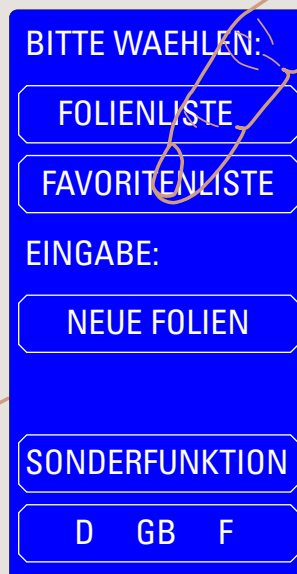 BITTE WAEHLEN:
FOLIENLISTE
FAVORITENLISTE
EINGABE:
NEUE FOLIEN
SONDERFUNKTION
D GB F